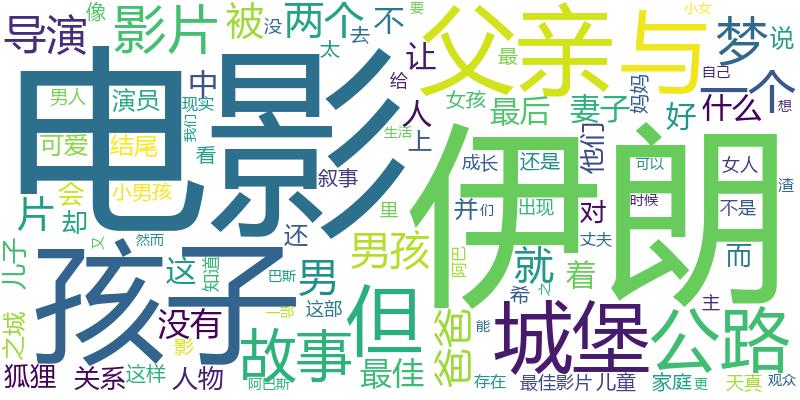 像 影片 被 没 两个 去 不 要 小女
导演 太 父亲 与 梦 说
电影 中 让 最 一个
男人 演员 现实 给 妈妈 自己 想
我们 人 女孩 最后 妻子 好 什么
可爱 结尾 看 生活 上 他们
伊朗
片 会 小男孩 叙事 成长 还是 可以 女人 渣
却 里 并 们 出现 对 时候 不是
儿子 又 然而 还 男孩 阿巴 丈夫 而
孩子 这 知道 巴斯 男 着 就 希 之 主
之城 没有 一部 这部 但 爸爸 城堡 公路
影 故事 能
狐狸 关系 这样 人物 阿巴斯 最佳 存在 最佳影片 儿童 家庭 更 天真 观众